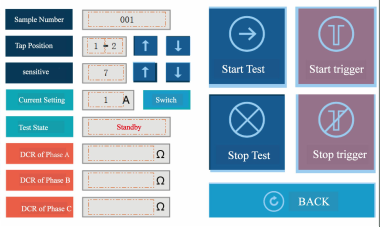 Sample Number 001
Tap Position 1 - 2 ↑ ↓
sensitive 7 ↑ ↓
Current Setting 1 A Switch
Test State Standby
DCR of Phase A Ω
DCR of Phase B Ω
DCR of Phase C Ω
Start Test Start trigger
Stop Test Stop trigger
BACK